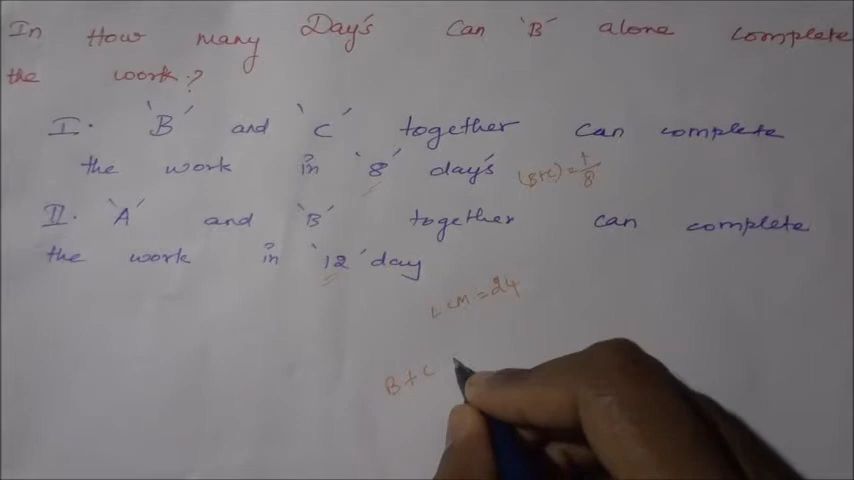 In How many Day's can 'B' alone complete
the work?
I. 'B' and 'C' together can complete
the work in '8' day's (B+C) = 1/8
II. 'A' and 'B' together can complete
the work in '12' day
LCM = 24
B+C